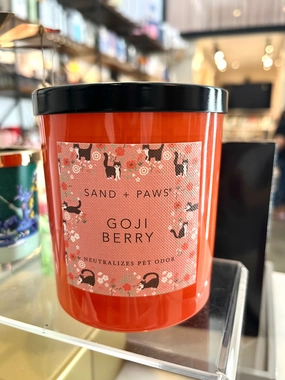 SAND + PAWS®
GOJI
BERRY
NEUTRALIZES PET ODOR